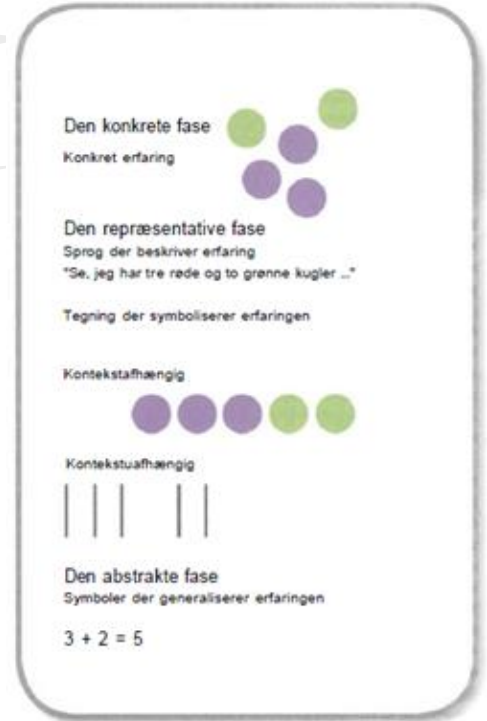 Den konkrete fase
Konkret erfaring
Den repræsentative fase
Sprog der beskriver erfaring
"Se, jeg har tre røde og to grønne kugler ..."
Tegning der symboliserer erfaringen
Kontekstafhængig
Kontekstuafhængig
Den abstrakte fase
Symboler der generaliserer erfaringen
3 + 2 = 5